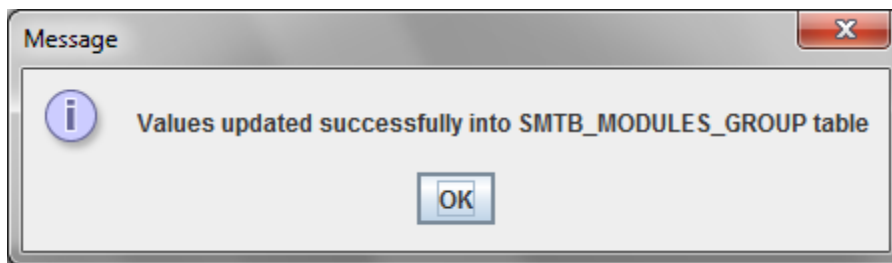 Message
Values updated successfully into SMTB_MODULES_GROUP table
OK